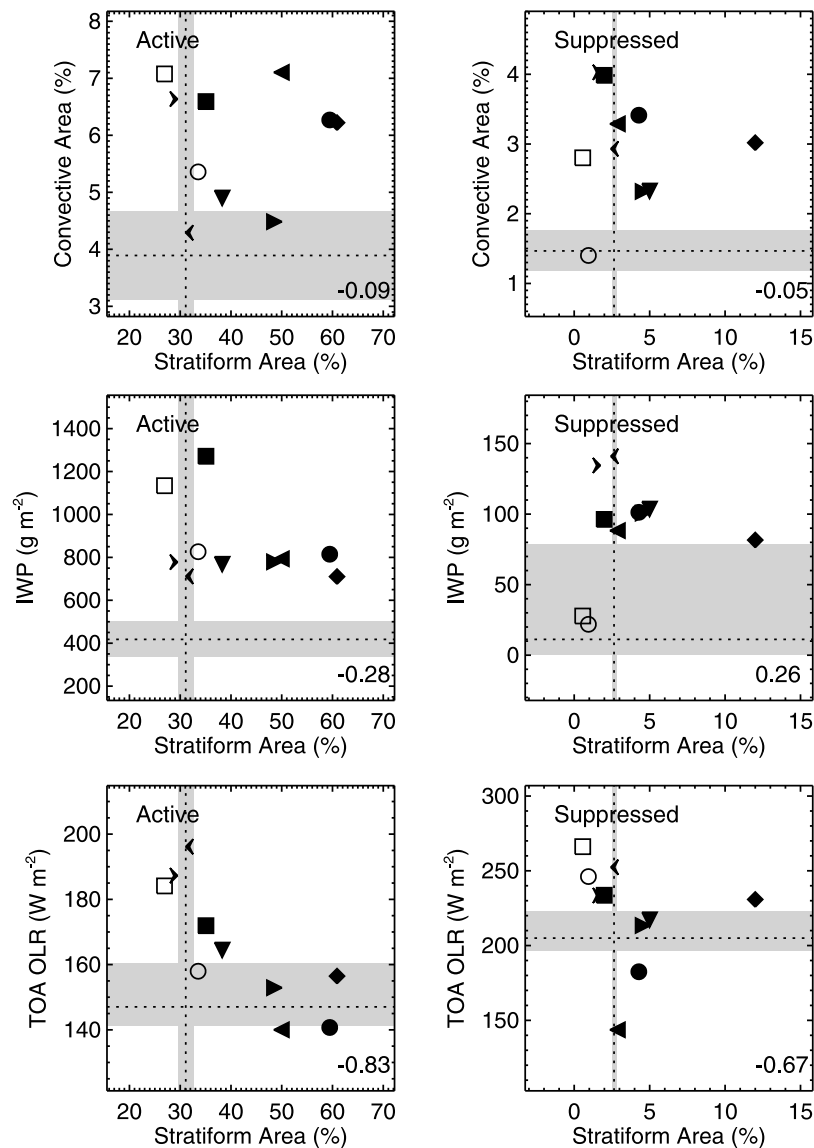 Active
Convective Area (%)
8
7
6
5
4
3
-0.09
20 30 40 50 60 70
Stratiform Area (%)
Suppressed
Convective Area (%)
4
3
2
1
-0.05
0 5 10 15
Stratiform Area (%)
Active
IWP (g m⁻²)
1400
1200
1000
800
600
400
200
-0.28
20 30 40 50 60 70
Stratiform Area (%)
Suppressed
IWP (g m⁻²)
150
100
50
0
0.26
0 5 10 15
Stratiform Area (%)
Active
TOA OLR (W m⁻²)
200
180
160
140
-0.83
20 30 40 50 60 70
Stratiform Area (%)
Suppressed
TOA OLR (W m⁻²)
300
250
200
150
-0.67
0 5 10 15
Stratiform Area (%)